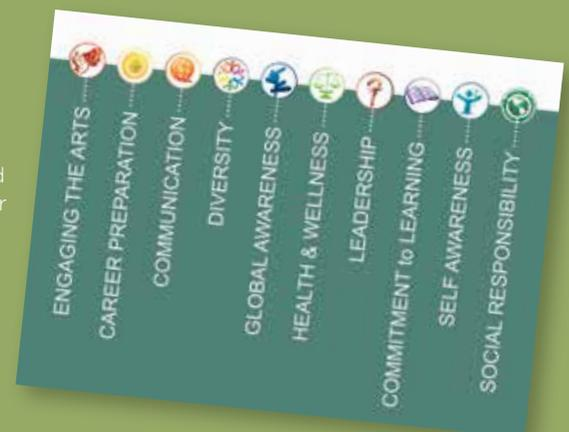 ENGAGING THE ARTS
CAREER PREPARATION
COMMUNICATION
DIVERSITY
GLOBAL AWARENESS
HEALTH & WELLNESS
LEADERSHIP
COMMITMENT to LEARNING
SELF AWARENESS
SOCIAL RESPONSIBILITY